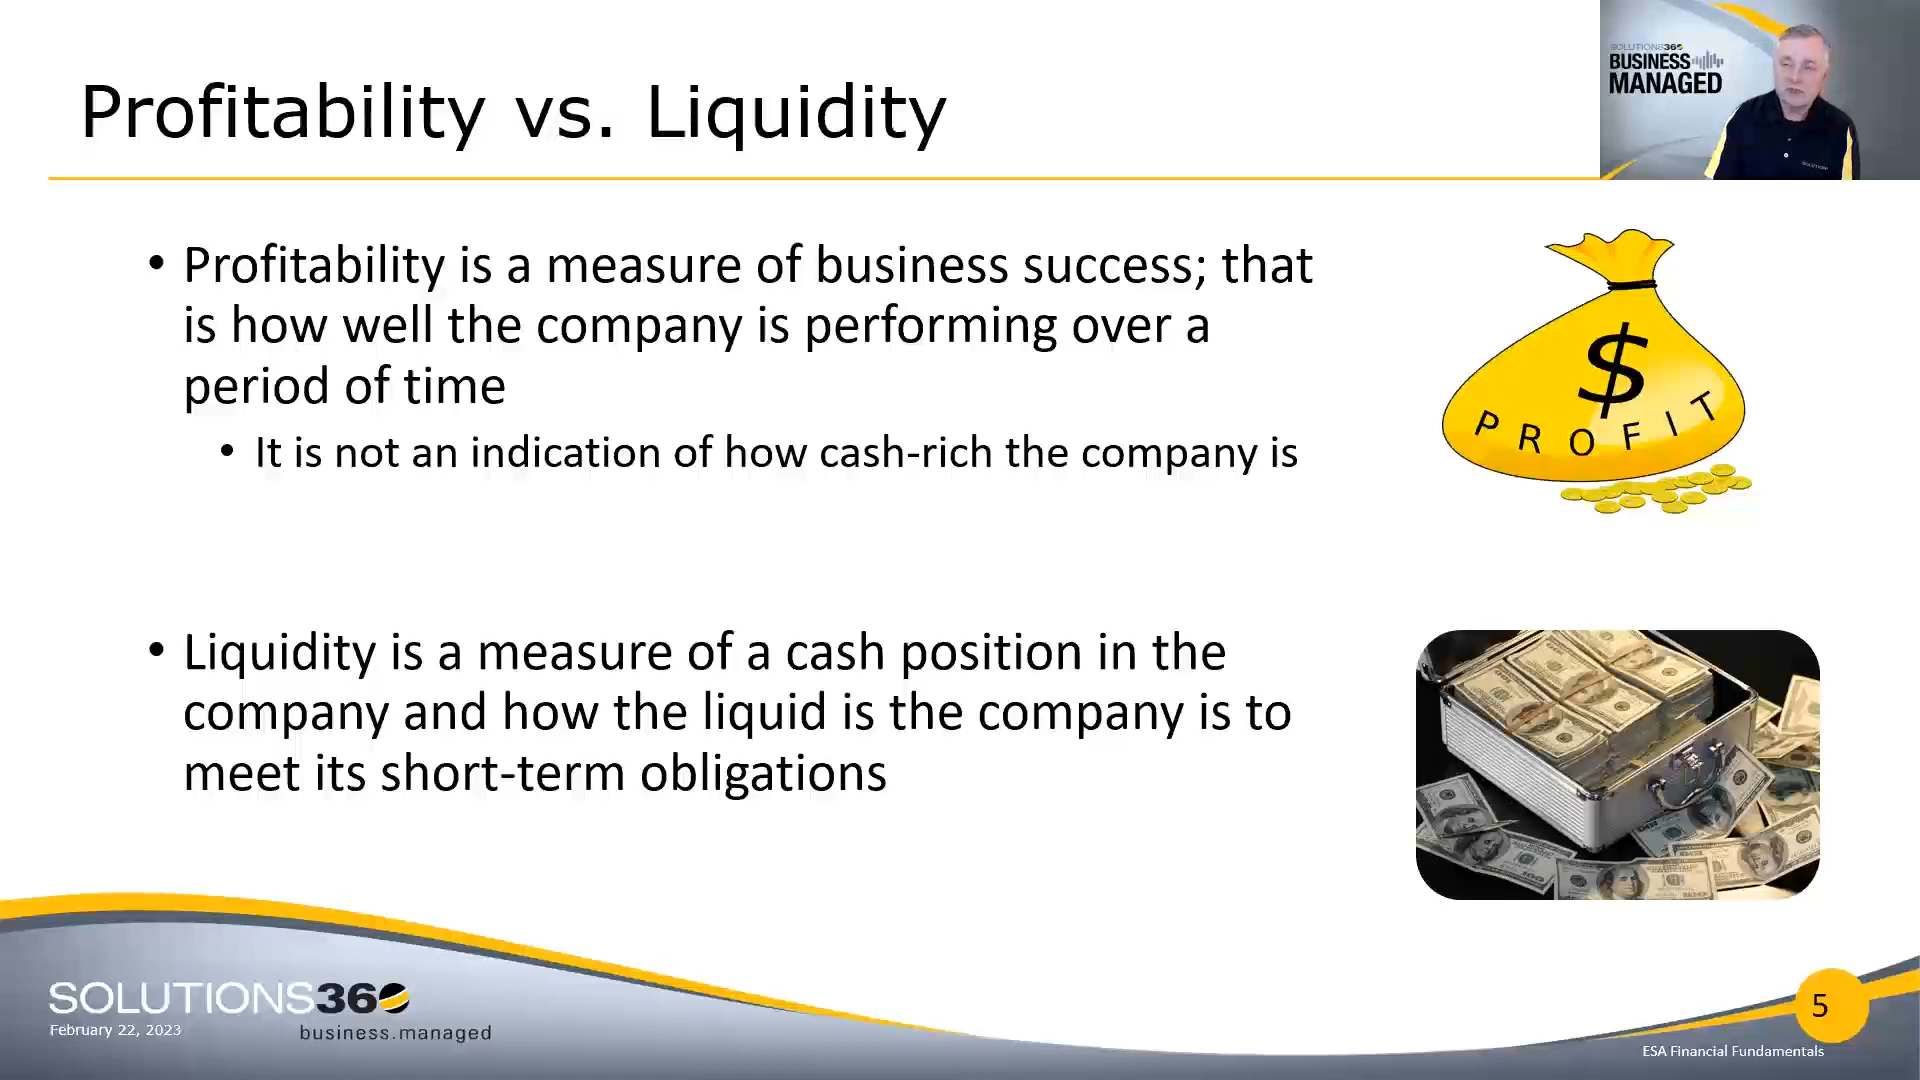 Profitability vs. Liquidity
SOLUTIONS360
BUSINESS
MANAGED
• Profitability is a measure of business success; that
is how well the company is performing over a
period of time
• It is not an indication of how cash-rich the company is
$
PROFIT
• Liquidity is a measure of a cash position in the
company and how the liquid is the company is to
meet its short-term obligations
SOLUTIONS360
February 22, 2023
business.managed
5
ESA Financial Fundamentals